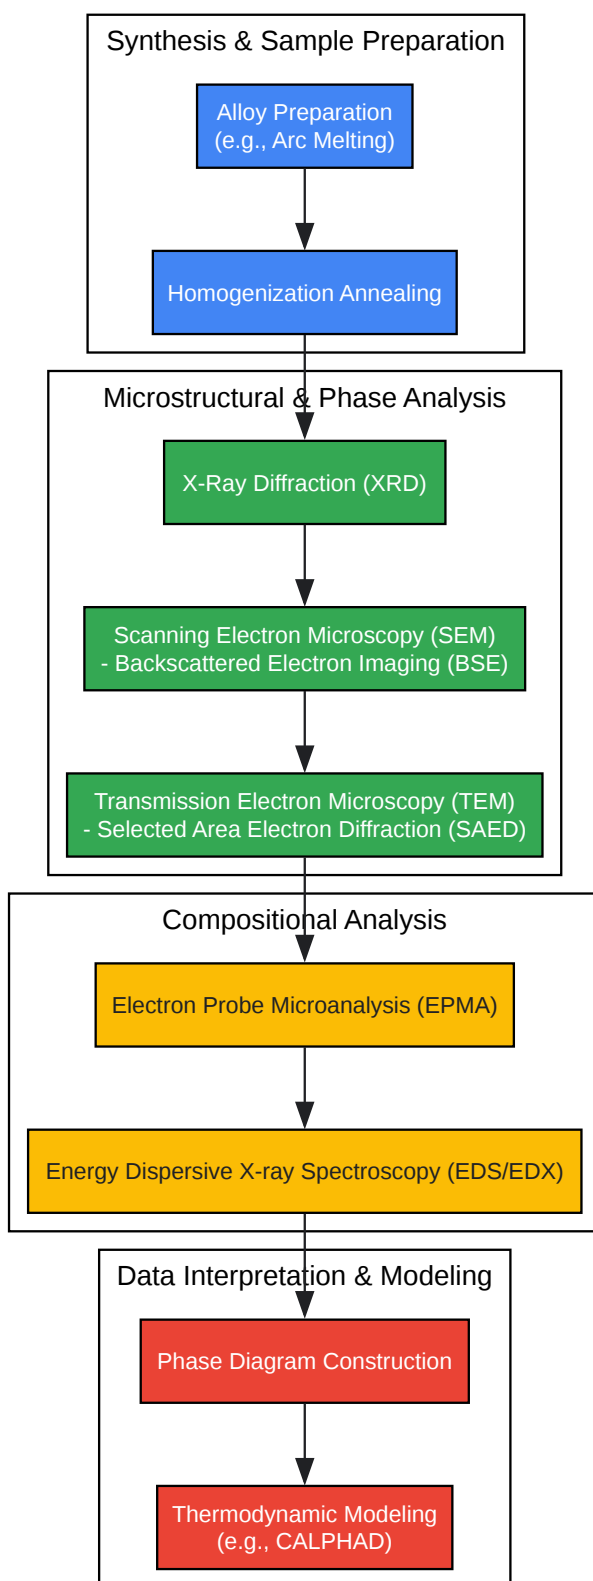 Synthesis & Sample Preparation
Alloy Preparation
(e.g., Arc Melting)
Homogenization Annealing
Microstructural & Phase Analysis
X-Ray Diffraction (XRD)
Scanning Electron Microscopy (SEM)
- Backscattered Electron Imaging (BSE)
Transmission Electron Microscopy (TEM)
- Selected Area Electron Diffraction (SAED)
Compositional Analysis
Electron Probe Microanalysis (EPMA)
Energy Dispersive X-ray Spectroscopy (EDS/EDX)
Data Interpretation & Modeling
Phase Diagram Construction
Thermodynamic Modeling
(e.g., CALPHAD)